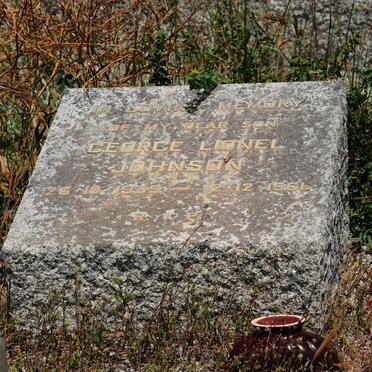 IN LOVING MEMORY
OF MY DEAR SON
GEORGE LIONEL
JOHNSON
R.I.P.